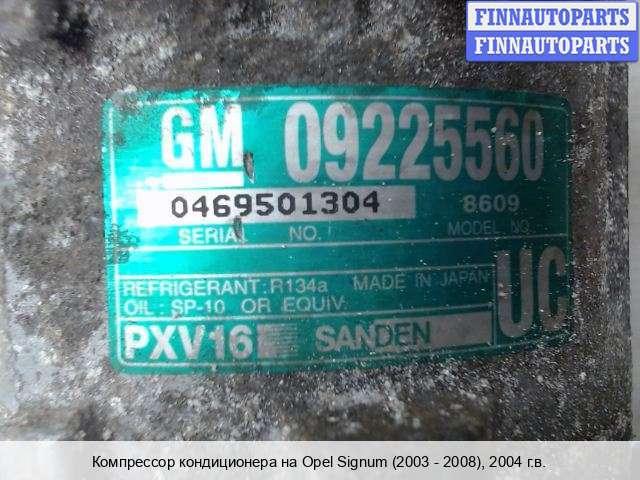 FINNAUTOPARTS
FINNAUTOPARTS
GM 09225560
0469501304 8609
SERIAL NO. MODEL NO.
REFRIGERANT: R134a MADE IN JAPAN
OIL : SP-10 OR EQUIV.
UC
PXV16 SANDEN
Компрессор кондиционера на Opel Signum (2003 - 2008), 2004 г.в.